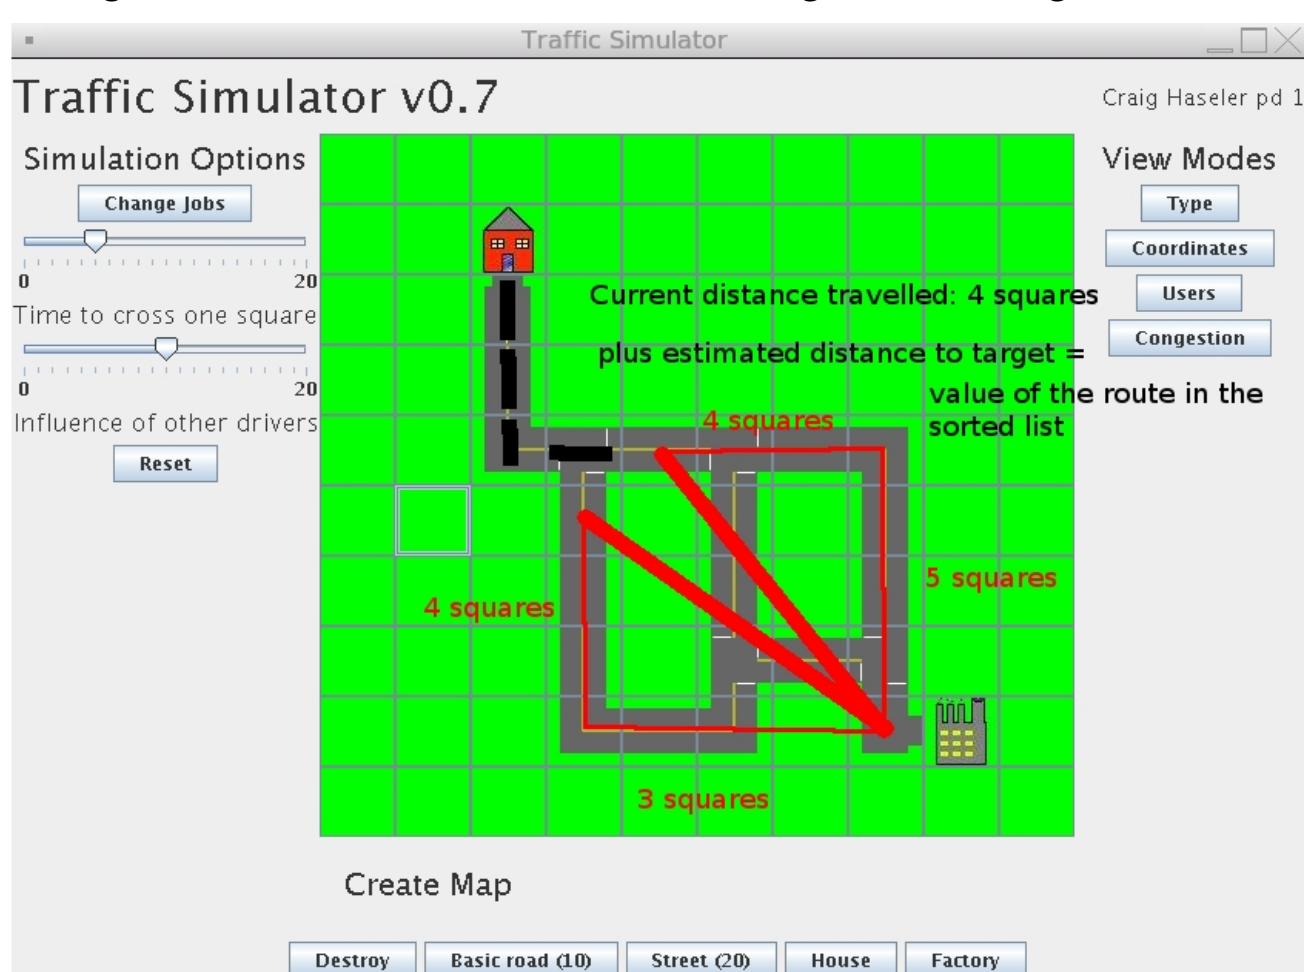 Traffic Simulator
Traffic Simulator v0.7
Craig Haseler pd 1
Simulation Options
Change Jobs
0
20
Time to cross one square
0
20
Influence of other drivers
Reset
View Modes
Type
Coordinates
Users
Congestion
Current distance travelled: 4 squares
plus estimated distance to target =
value of the route in the
sorted list
4 squares
5 squares
4 squares
3 squares
Create Map
Destroy
Basic road (10)
Street (20)
House
Factory